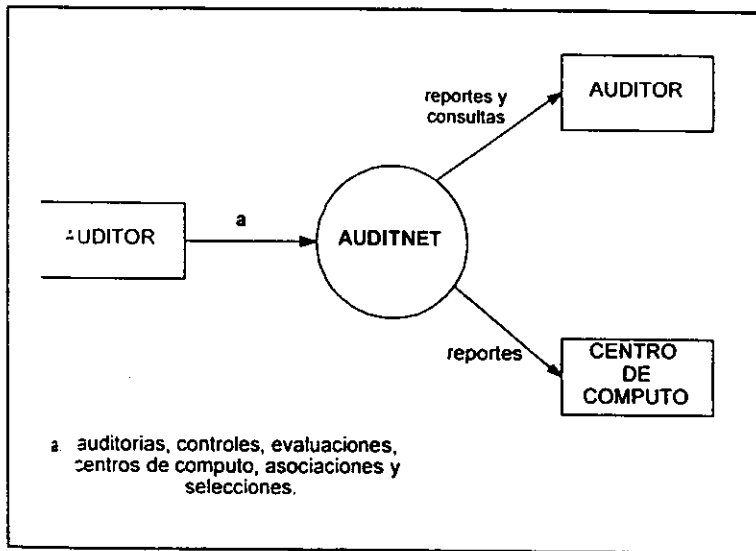 reportes y
consultas
AUDITOR
AUDITOR
a
AUDITNET
reportes
CENTRO
DE
COMPUTO
a. auditorias, controles, evaluaciones,
centros de computo, asociaciones y
selecciones.